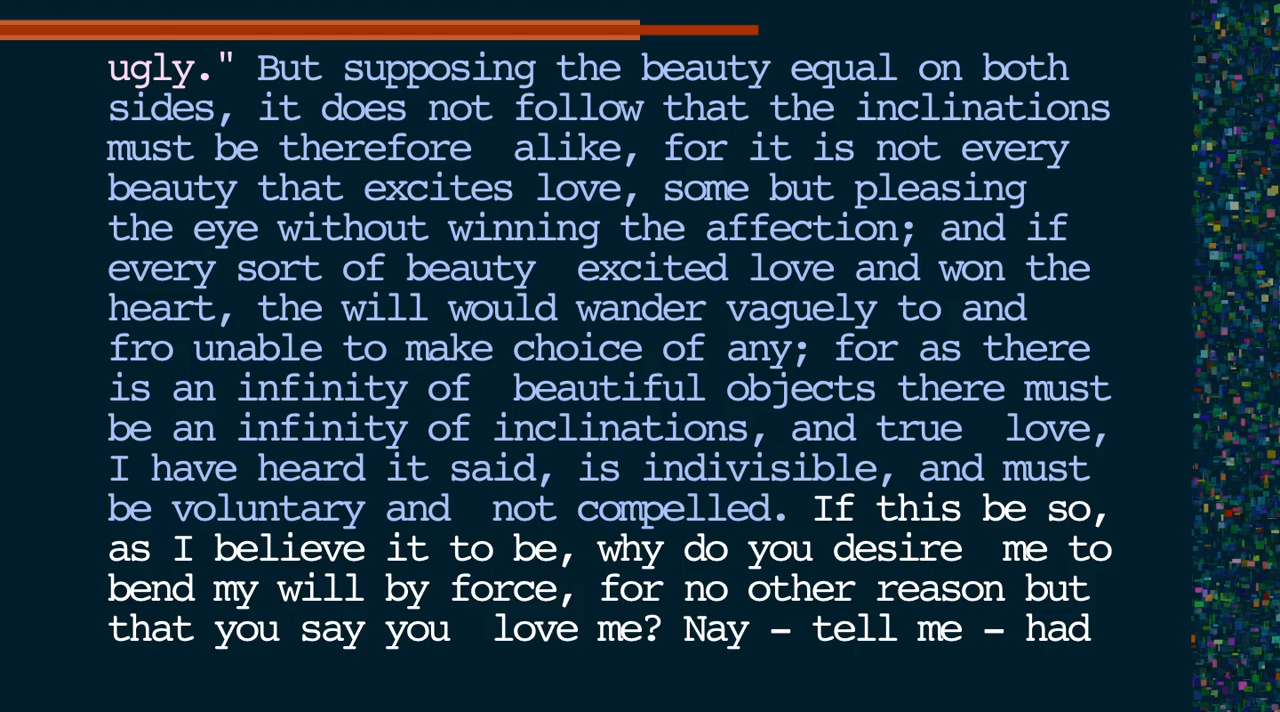 ugly." But supposing the beauty equal on both
sides, it does not follow that the inclinations
must be therefore  alike, for it is not every
beauty that excites love, some but pleasing
the eye without winning the affection; and if
every sort of beauty  excited love and won the
heart, the will would wander vaguely to and
fro unable to make choice of any; for as there
is an infinity of  beautiful objects there must
be an infinity of inclinations, and true  love,
I have heard it said, is indivisible, and must
be voluntary and  not compelled. If this be so,
as I believe it to be, why do you desire  me to
bend my will by force, for no other reason but
that you say you  love me? Nay – tell me – had